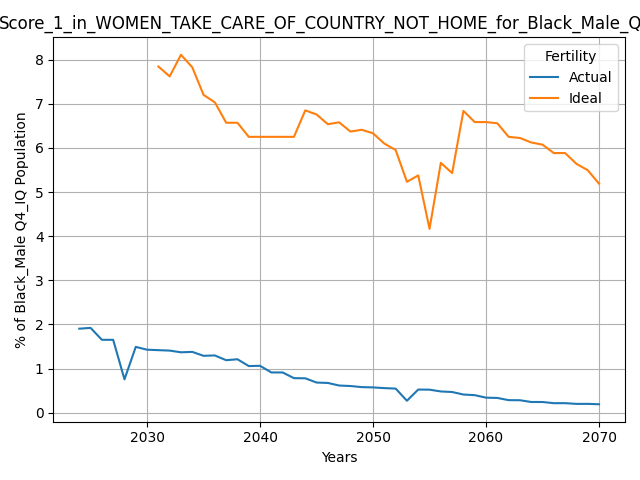 Score_1_in_WOMEN_TAKE_CARE_OF_COUNTRY_NOT_HOME_for_Black_Male_Q
Fertility
Actual
Ideal
% of Black_Male Q4_IQ Population
8
7
6
5
4
3
2
1
0
2030 2040 2050 2060 2070
Years